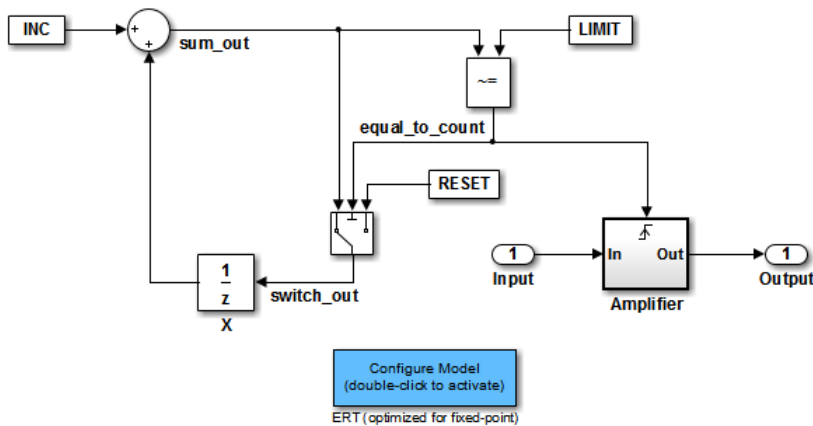 INC
+
+
sum_out
LIMIT
~=
equal_to_count
RESET
1
z
X
switch_out
1
Input
In
Out
Amplifier
1
Output
Configure Model
(double-click to activate)
ERT (optimized for fixed-point)